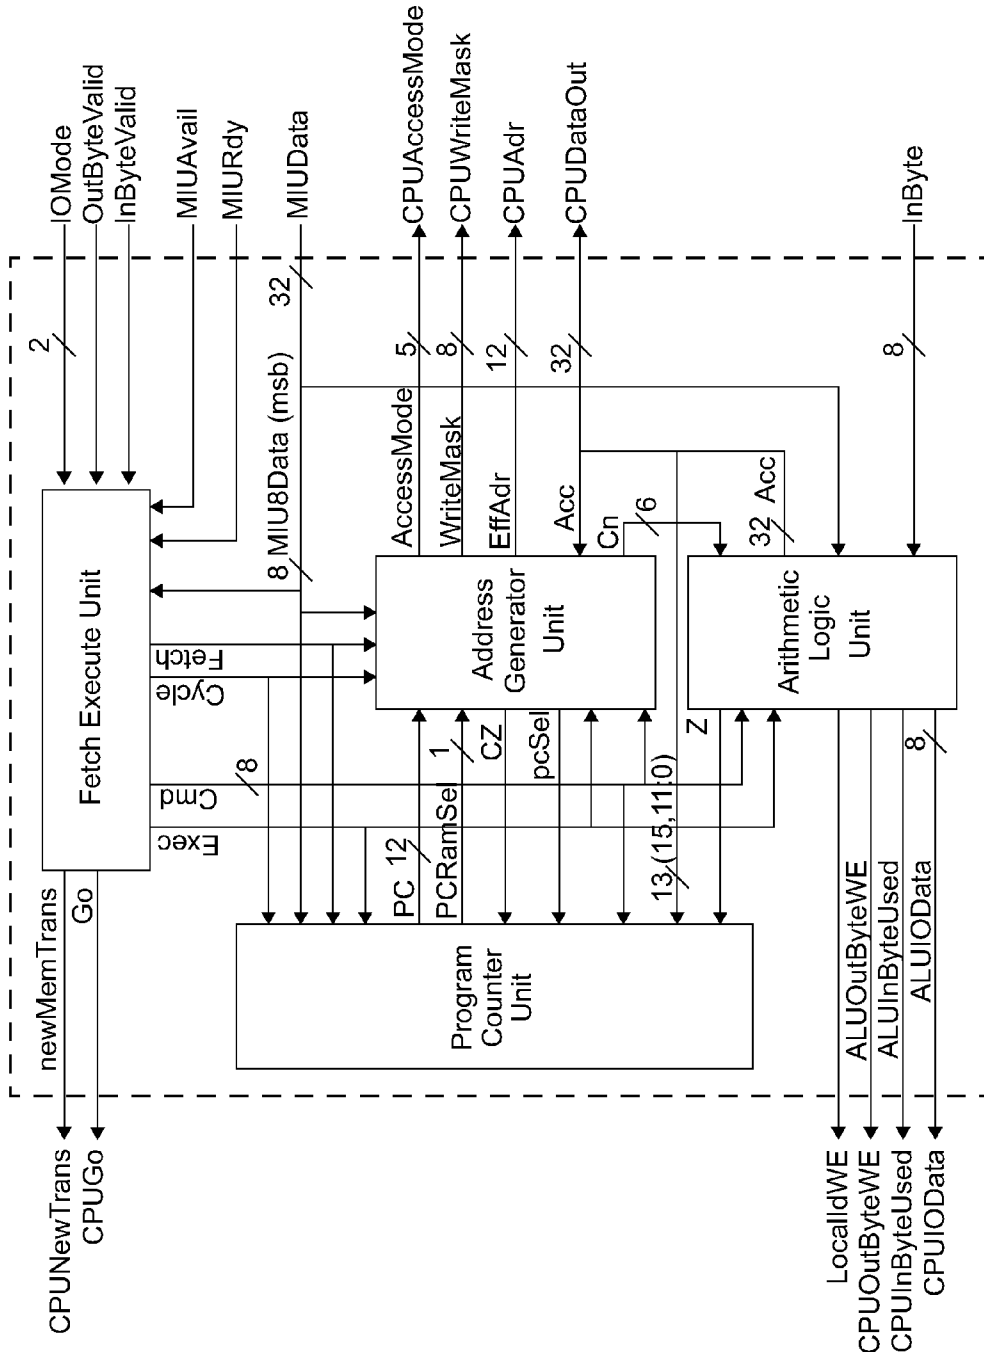 IOMode
OutByteValid
InByteValid
MIUAvail
MIURdy
MIUData
CPUAccessMode
CPUWriteMask
CPUAdr
CPUDataOut
InByte
2
32
8 MIU8Data (msb)
5
8
12
32
8
AccessMode
WriteMask
EffAdr
Acc
Cn
6
32
Acc
Fetch Execute Unit
Fetch
Cycle
Cmd
8
Exec
Address
Generator
Unit
Arithmetic
Logic
Unit
PC
12
PCRamSel
1
CZ
pcSel
13 (15,11:0)
Z
8
Program
Counter
Unit
newMemTrans
Go
ALUOutByteWE
ALUInByteUsed
ALUIOData
CPUNewTrans
CPUGo
LocalIdWE
CPUOutByteWE
CPUInByteUsed
CPUIOData